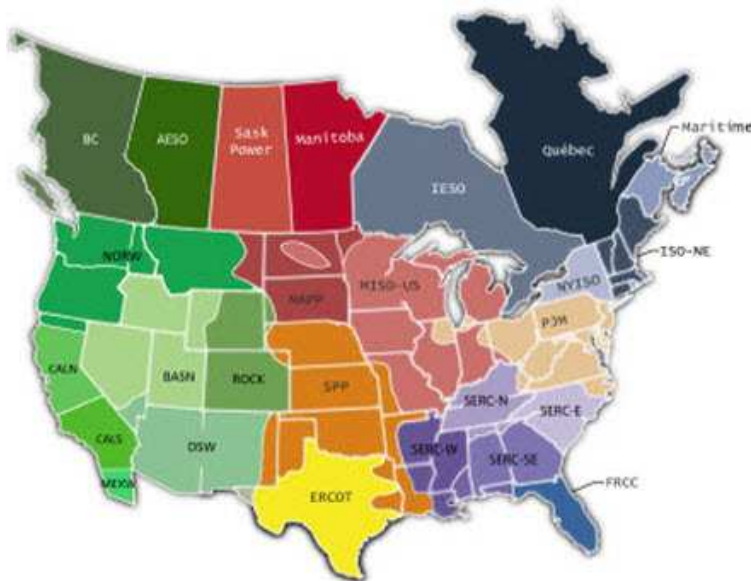 Maritime
BC
AESO
Sask
Power
Manitoba
Québec
IESO
ISO-NE
NORW
MISO-US
NYISO
MAPP
PJM
CALN
BASN
ROCK
SPP
SERC-N
SERC-E
CALS
DSW
SERC-W
SERC-SE
MEXW
ERCOT
FRCC